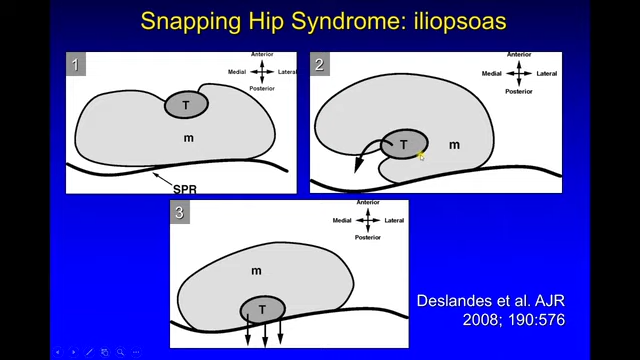 Snapping Hip Syndrome: iliopsoas
1
Anterior
Medial
Lateral
Posterior
T
m
SPR
2
Anterior
Medial
Lateral
Posterior
T
m
3
Anterior
Medial
Lateral
Posterior
m
T
Deslandes et al. AJR
2008; 190:576